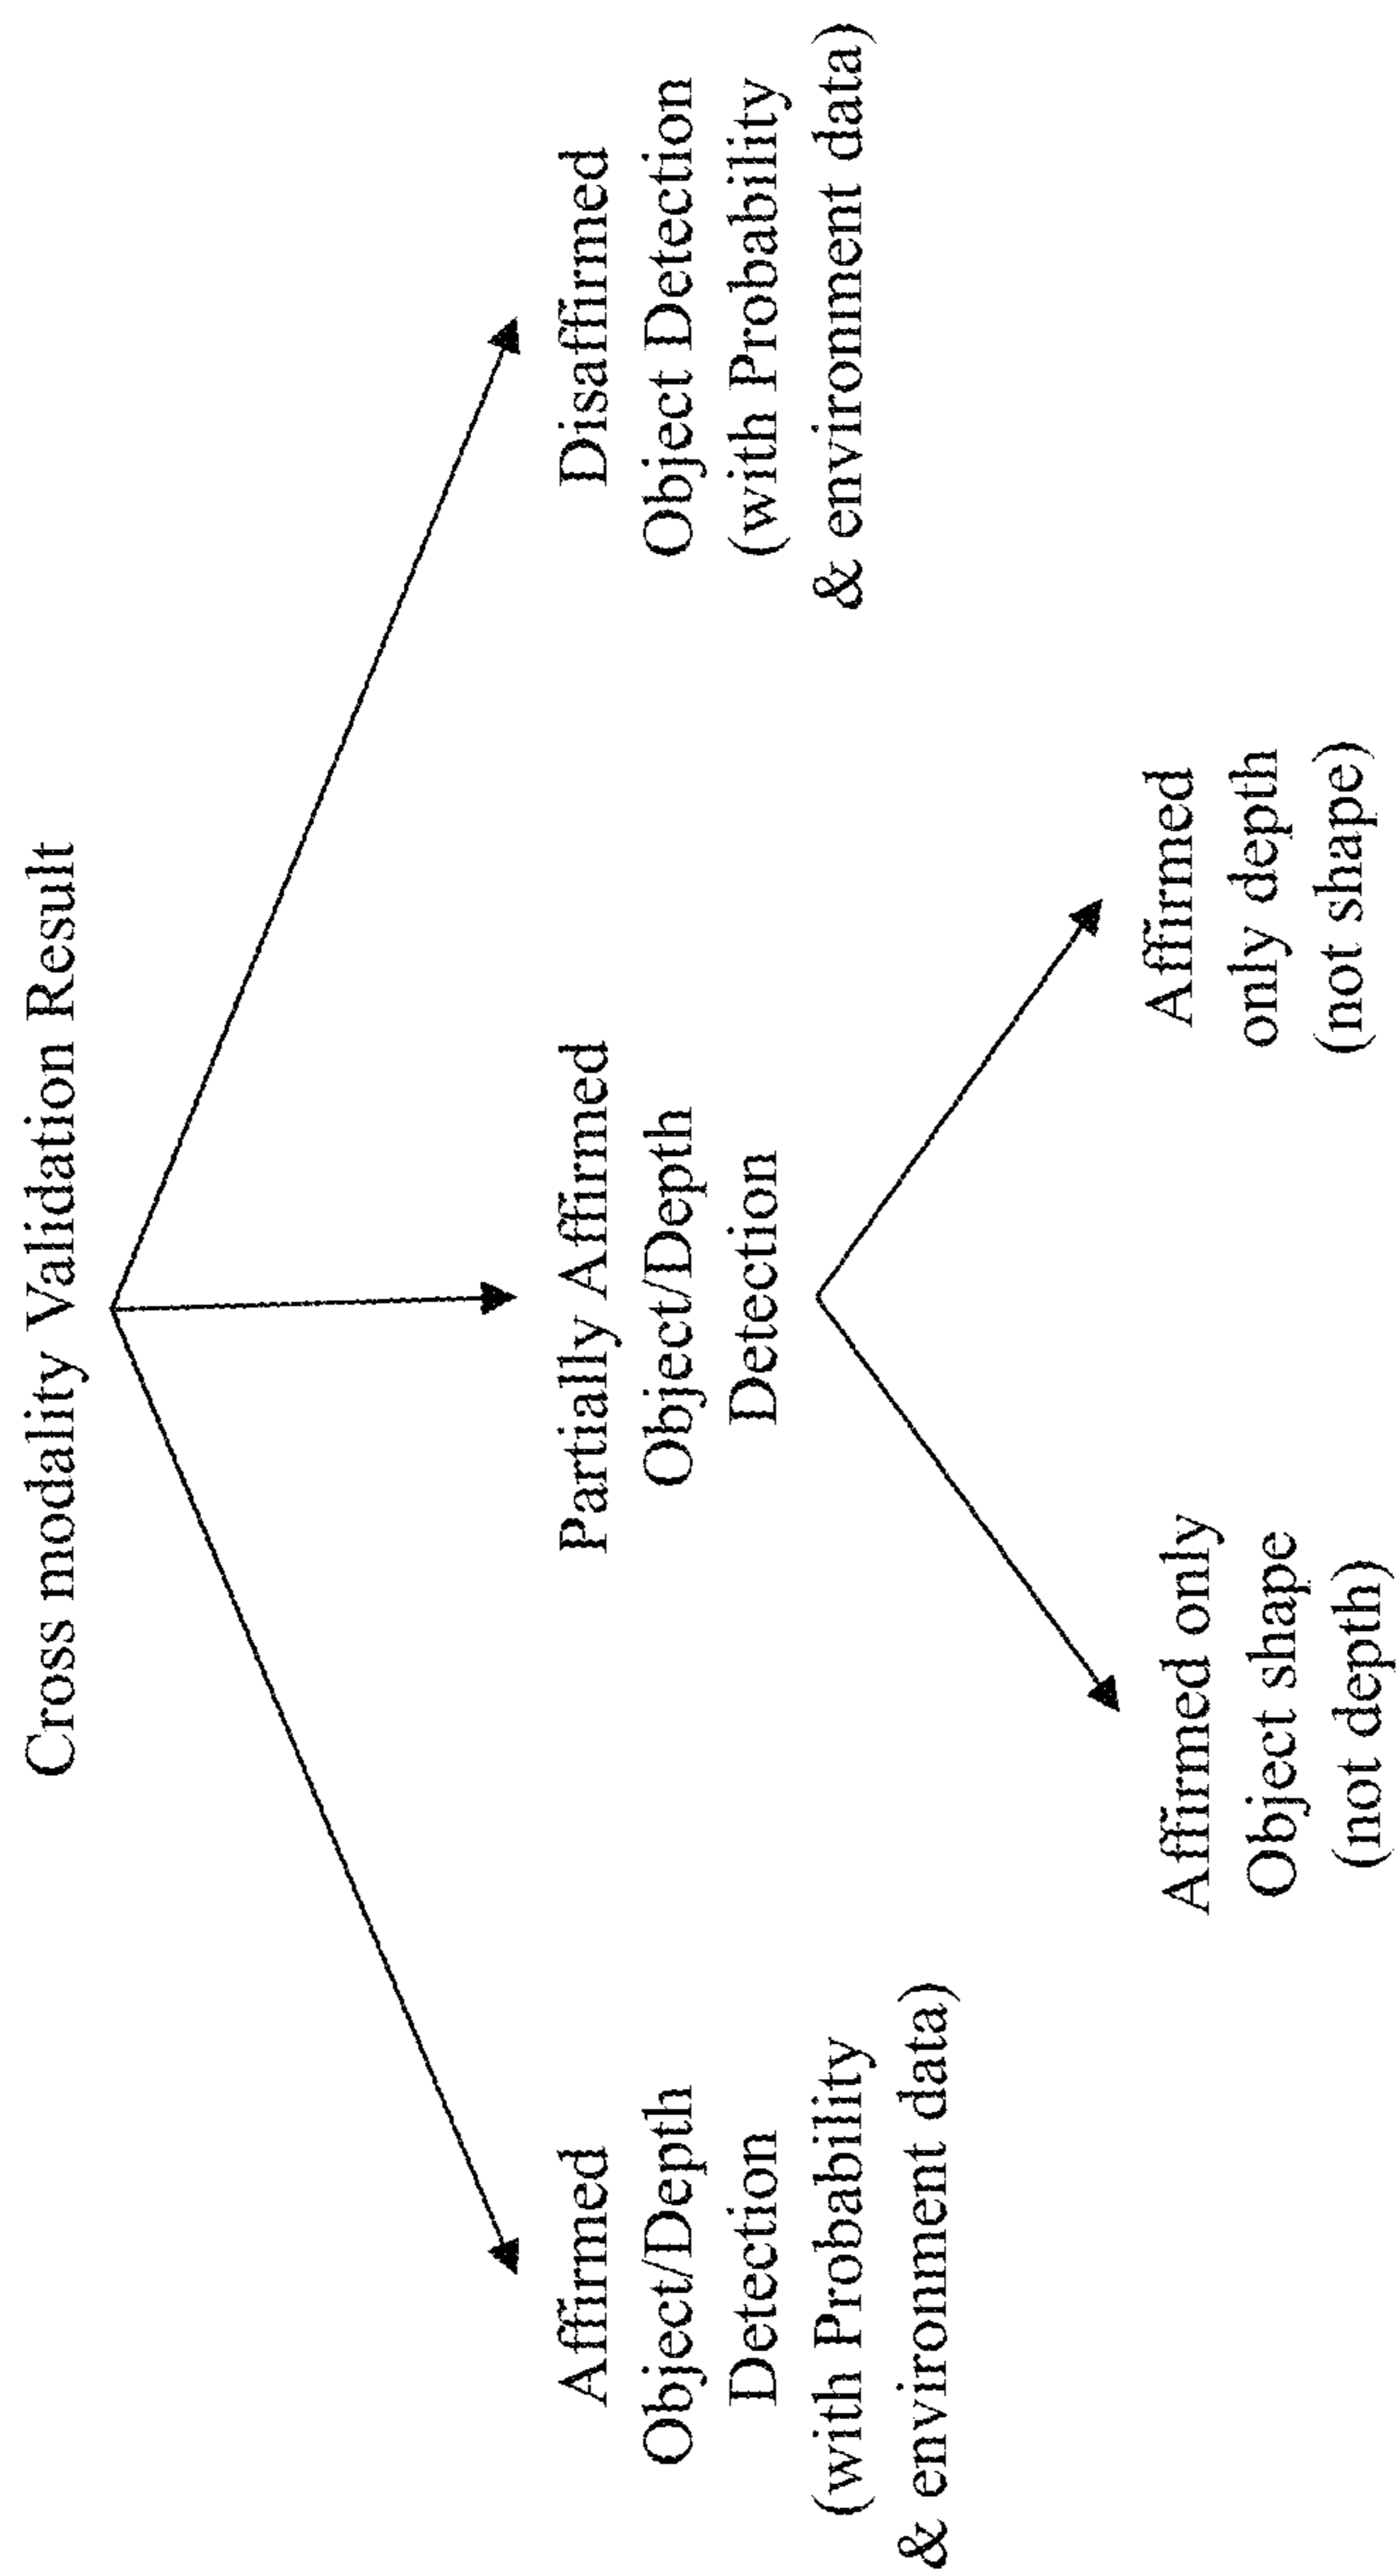 Cross modality Validation Result
Affirmed
Object/Depth
Detection
(with Probability
& environment data)
Partially Affirmed
Object/Depth
Detection
Disaffirmed
Object Detection
(with Probability
& environment data)
Affirmed only
Object shape
(not depth)
Affirmed
only depth
(not shape)